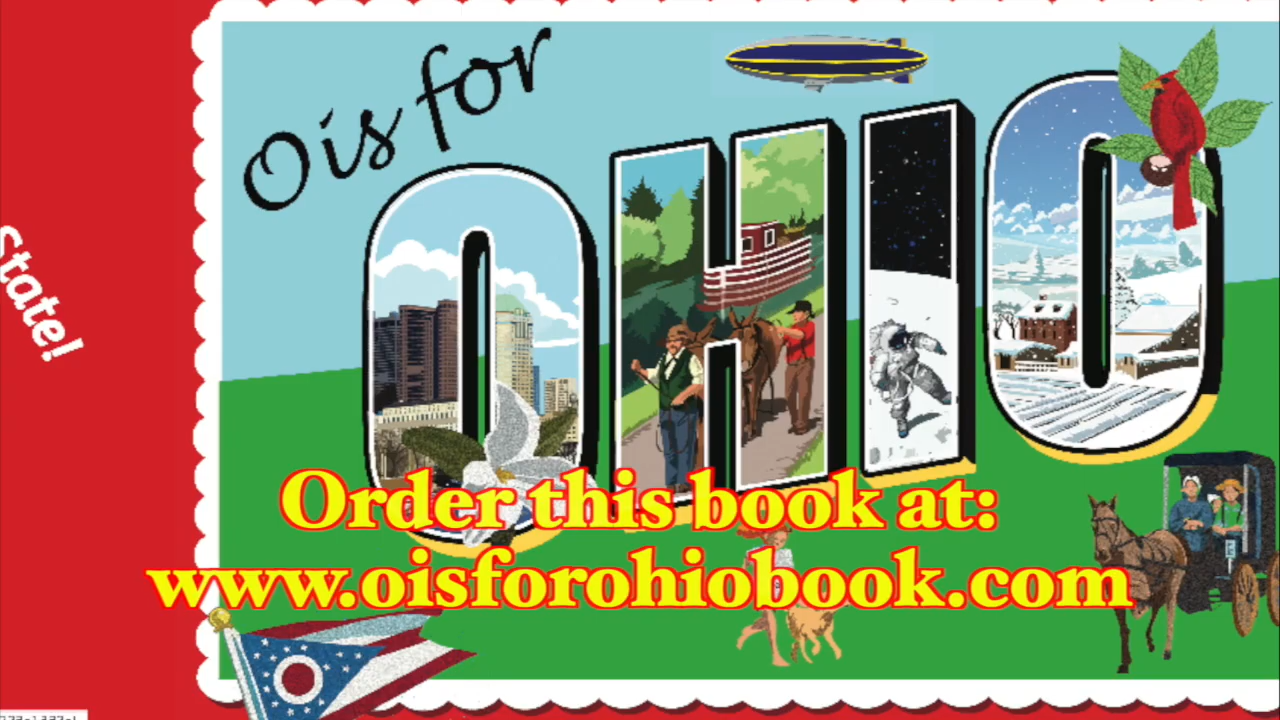 O is for
OHIO
State!
Order this book at:
www.oisforohiobook.com